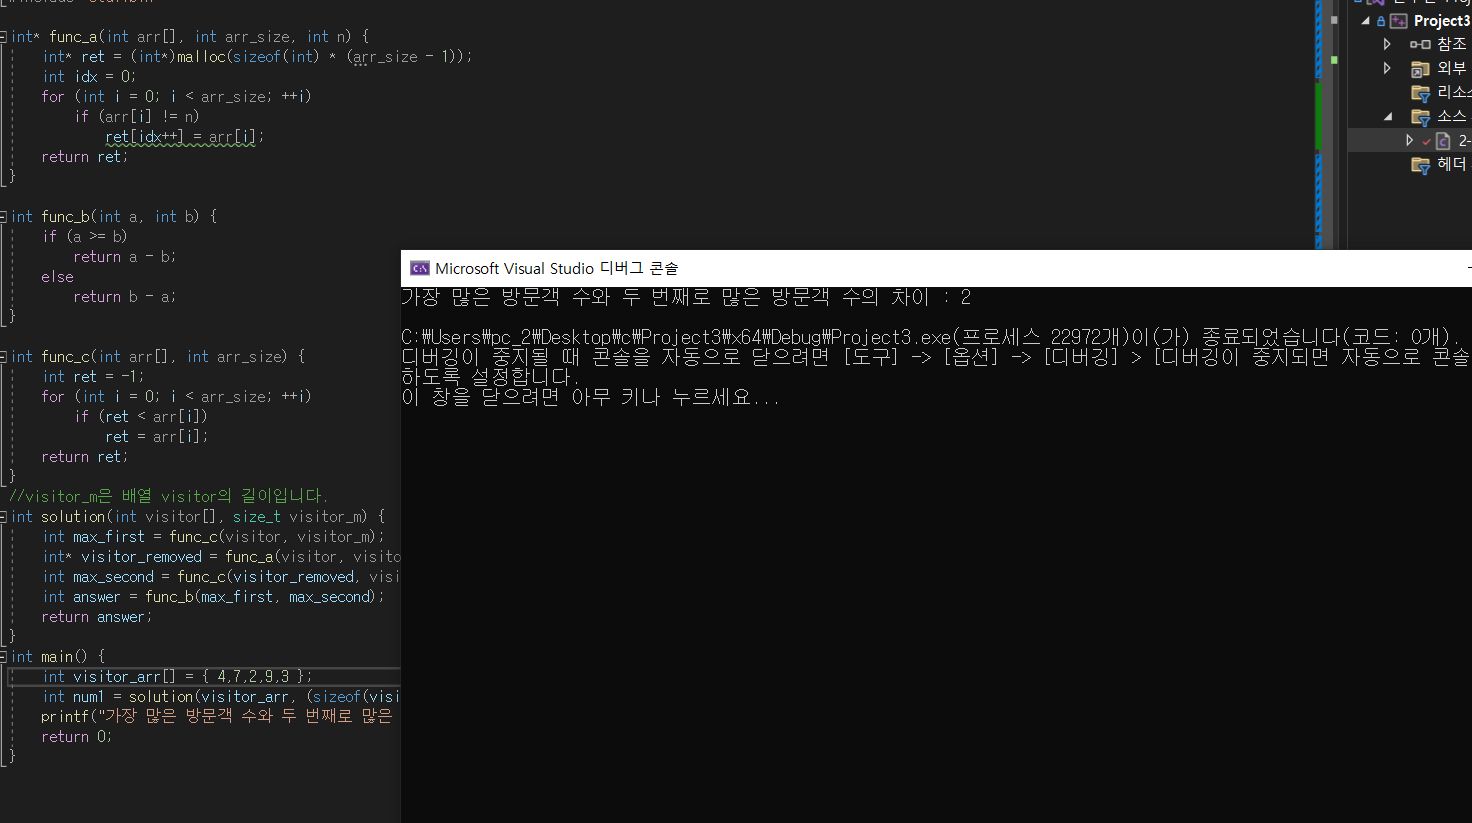 int* func_a(int arr[], int arr_size, int n) {
int* ret = (int*)malloc(sizeof(int) * (arr_size - 1));
int idx = 0;
for (int i = 0; i < arr_size; ++i)
if (arr[i] != n)
ret[idx++] = arr[i];
return ret;
}
int func_b(int a, int b) {
if (a >= b)
return a - b;
else
return b - a;
}
int func_c(int arr[], int arr_size) {
int ret = -1;
for (int i = 0; i < arr_size; ++i)
if (ret < arr[i])
ret = arr[i];
return ret;
}
//visitor_m은 배열 visitor의 길이입니다.
int solution(int visitor[], size_t visitor_m) {
int max_first = func_c(visitor, visitor_m);
int* visitor_removed = func_a(visitor, visito
int max_second = func_c(visitor_removed, visi
int answer = func_b(max_first, max_second);
return answer;
}
int main() {
int visitor_arr[] = { 4,7,2,9,3 };
int num1 = solution(visitor_arr, (sizeof(visi
printf("가장 많은 방문객 수와 두 번째로 많은
return 0;
}
Microsoft Visual Studio 디버그 콘솔
가장 많은 방문객 수와 두 번째로 많은 방문객 수의 차이 : 2
C:\Users\pc_2\Desktop\c\Project3\x64\Debug\Project3.exe(프로세스 22972개)이(가) 종료되었습니다(코드: 0개).
디버깅이 중지될 때 콘솔을 자동으로 닫으려면 [도구] -> [옵션] -> [디버깅] > [디버깅이 중지되면 자동으로 콘솔
하도록 설정합니다.
이 창을 닫으려면 아무 키나 누르세요...
Project3
참조
외부
리소스
소스
2-
헤더